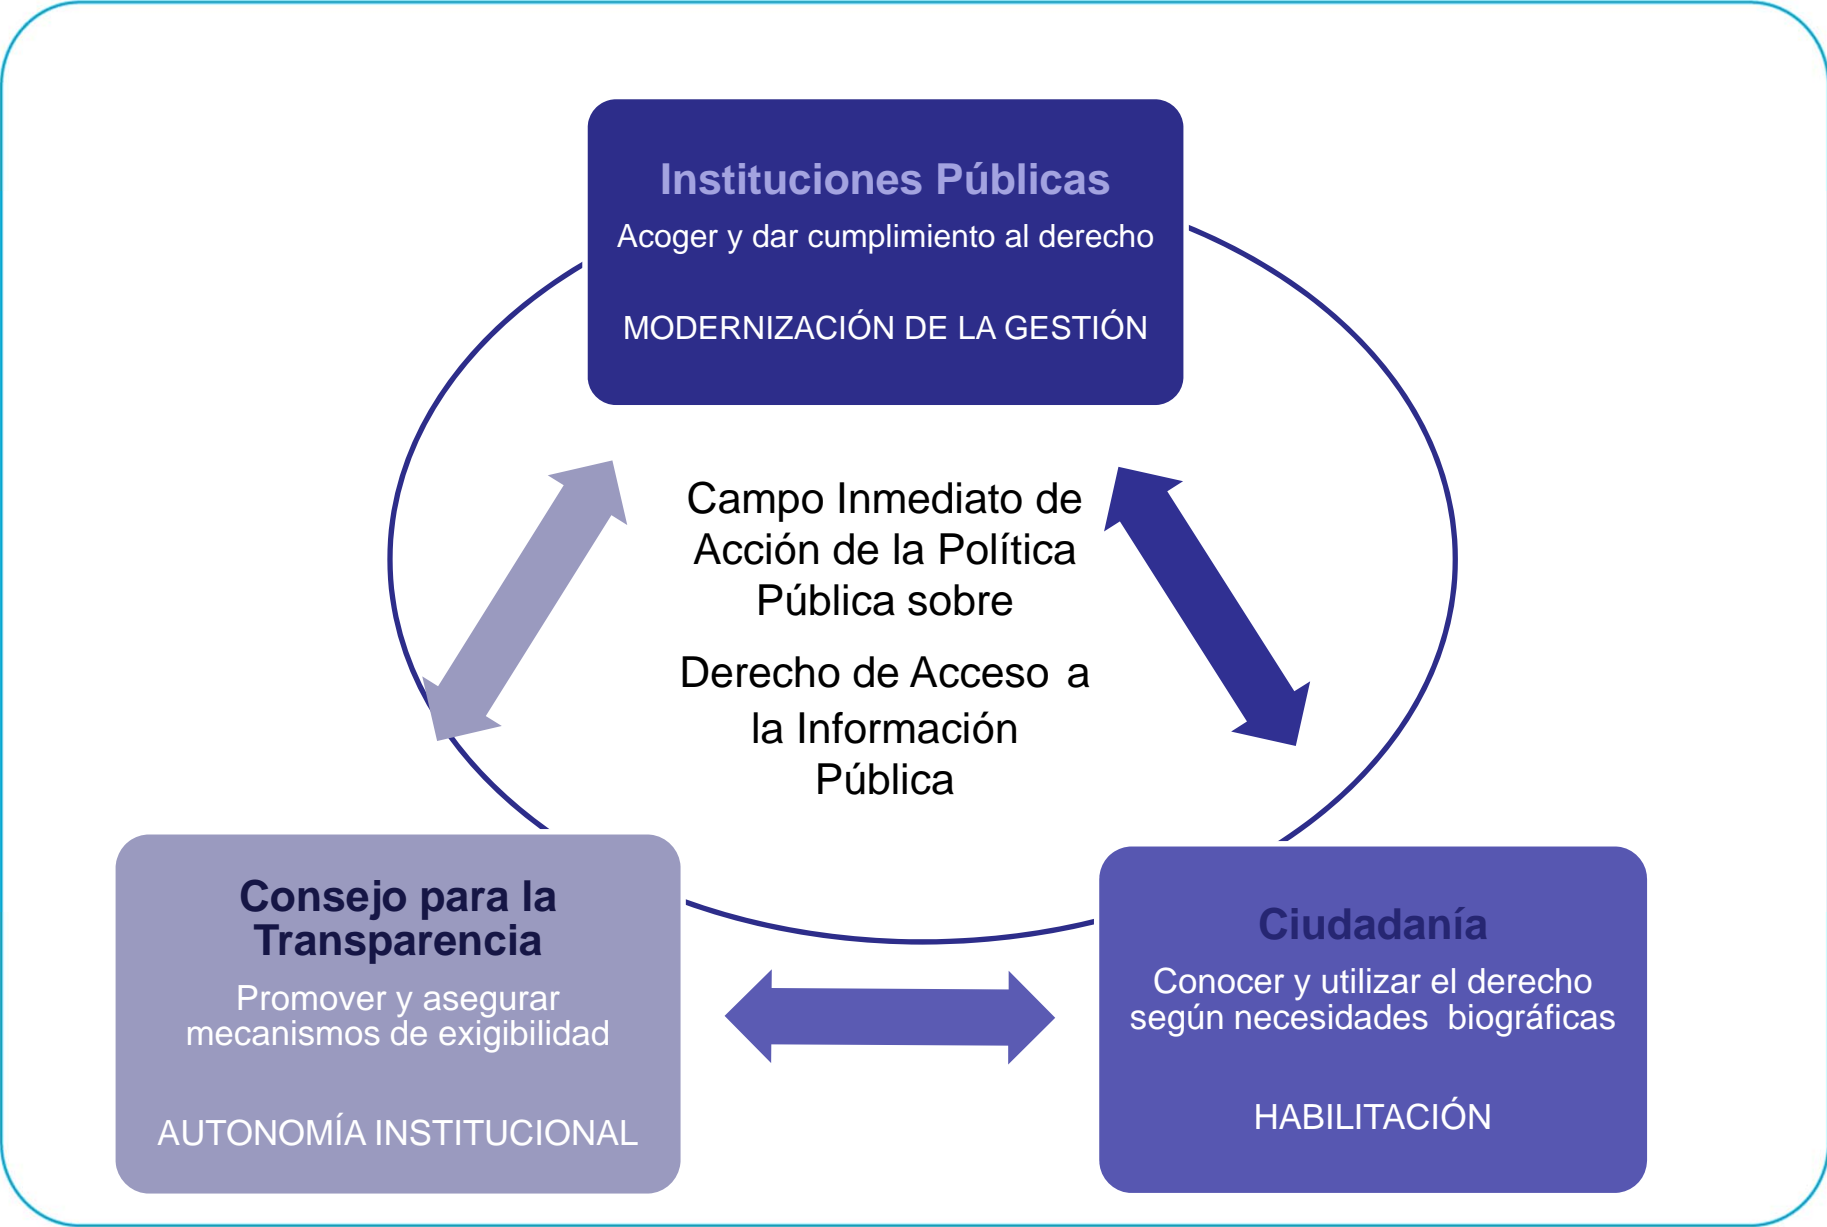 Instituciones Públicas
Acoger y dar cumplimiento al derecho
MODERNIZACIÓN DE LA GESTIÓN
Campo Inmediato de
Acción de la Política
Pública sobre
Derecho de Acceso a
la Información
Pública
Consejo para la
Transparencia
Promover y asegurar
mecanismos de exigibilidad
AUTONOMÍA INSTITUCIONAL
Ciudadanía
Conocer y utilizar el derecho
según necesidades biográficas
HABILITACIÓN